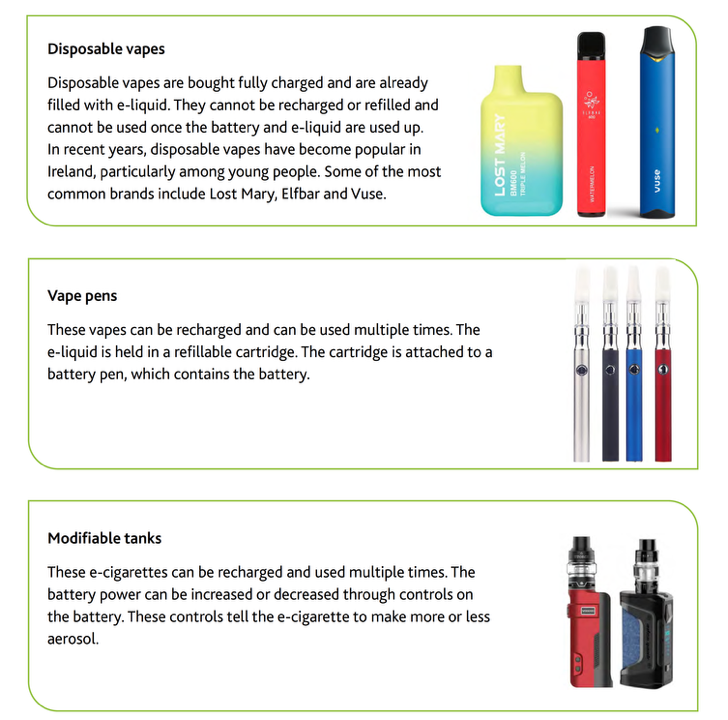 Disposable vapes
Disposable vapes are bought fully charged and are already
filled with e-liquid. They cannot be recharged or refilled and
cannot be used once the battery and e-liquid are used up.
In recent years, disposable vapes have become popular in
Ireland, particularly among young people. Some of the most
common brands include Lost Mary, Elfbar and Vuse.
LOST MARY
BM600
TRIPLE MELON
ELFBAR
WATERMELON
vuse
Vape pens
These vapes can be recharged and can be used multiple times. The
e-liquid is held in a refillable cartridge. The cartridge is attached to a
battery pen, which contains the battery.
Modifiable tanks
These e-cigarettes can be recharged and used multiple times. The
battery power can be increased or decreased through controls on
the battery. These controls tell the e-cigarette to make more or less
aerosol.